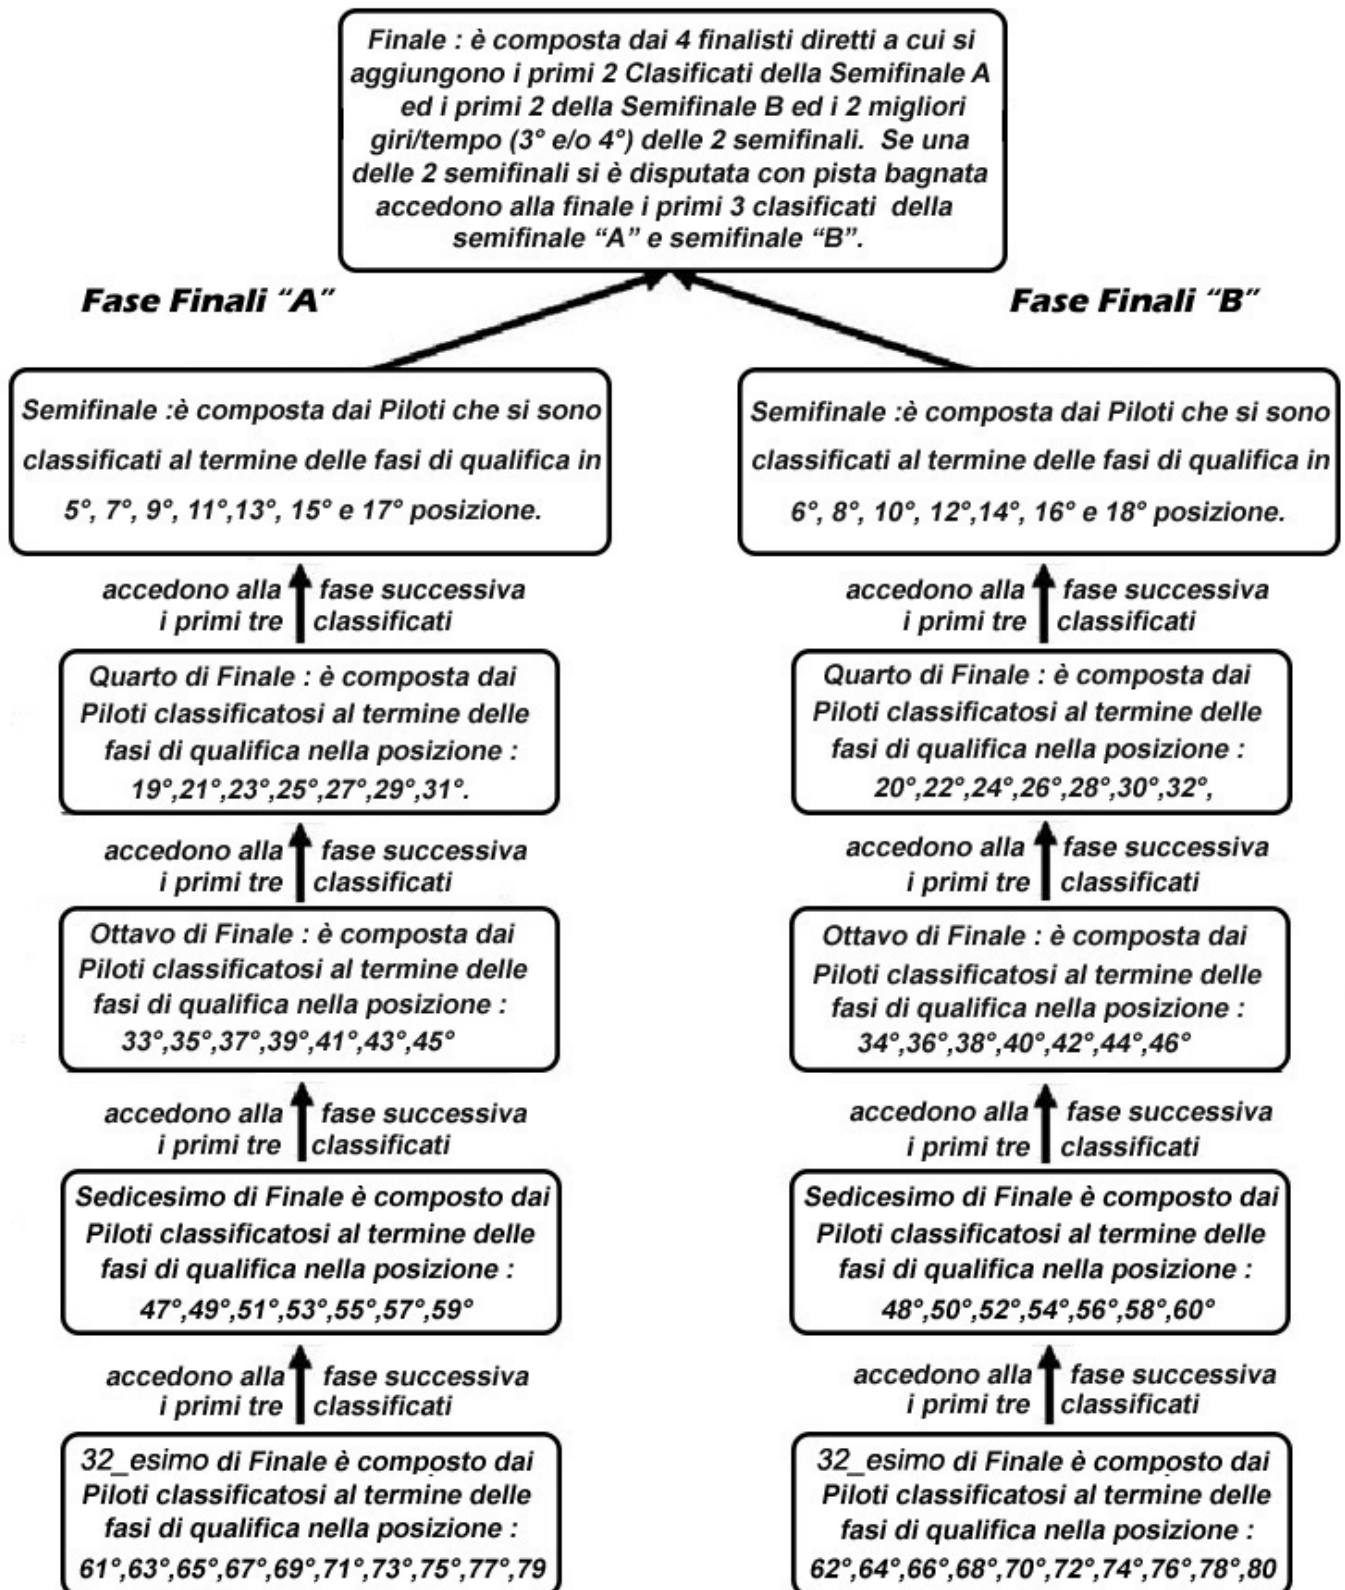 Finale : è composta dai 4 finalisti diretti a cui si
aggiungono i primi 2 Clasificati della Semifinale A
ed i primi 2 della Semifinale B ed i 2 migliori
giri/tempo (3° e/o 4°) delle 2 semifinali. Se una
delle 2 semifinali si è disputata con pista bagnata
accedono alla finale i primi 3 clasificati della
semifinale “A” e semifinale “B”.
Fase Finali “A”
Semifinale :è composta dai Piloti che si sono
classificati al termine delle fasi di qualifica in
5°, 7°, 9°, 11°,13°, 15° e 17° posizione.
accedono alla fase successiva
i primi tre classificati
Quarto di Finale : è composta dai
Piloti classificatosi al termine delle
fasi di qualifica nella posizione :
19°,21°,23°,25°,27°,29°,31°.
accedono alla fase successiva
i primi tre classificati
Ottavo di Finale : è composta dai
Piloti classificatosi al termine delle
fasi di qualifica nella posizione :
33°,35°,37°,39°,41°,43°,45°
accedono alla fase successiva
i primi tre classificati
Sedicesimo di Finale è composto dai
Piloti classificatosi al termine delle
fasi di qualifica nella posizione :
47°,49°,51°,53°,55°,57°,59°
accedono alla fase successiva
i primi tre classificati
32_esimo di Finale è composto dai
Piloti classificatosi al termine delle
fasi di qualifica nella posizione :
61°,63°,65°,67°,69°,71°,73°,75°,77°,79
Fase Finali “B”
Semifinale :è composta dai Piloti che si sono
classificati al termine delle fasi di qualifica in
6°, 8°, 10°, 12°,14°, 16° e 18° posizione.
accedono alla fase successiva
i primi tre classificati
Quarto di Finale : è composta dai
Piloti classificatosi al termine delle
fasi di qualifica nella posizione :
20°,22°,24°,26°,28°,30°,32°,
accedono alla fase successiva
i primi tre classificati
Ottavo di Finale : è composta dai
Piloti classificatosi al termine delle
fasi di qualifica nella posizione :
34°,36°,38°,40°,42°,44°,46°
accedono alla fase successiva
i primi tre classificati
Sedicesimo di Finale è composto dai
Piloti classificatosi al termine delle
fasi di qualifica nella posizione :
48°,50°,52°,54°,56°,58°,60°
accedono alla fase successiva
i primi tre classificati
32_esimo di Finale è composto dai
Piloti classificatosi al termine delle
fasi di qualifica nella posizione :
62°,64°,66°,68°,70°,72°,74°,76°,78°,80